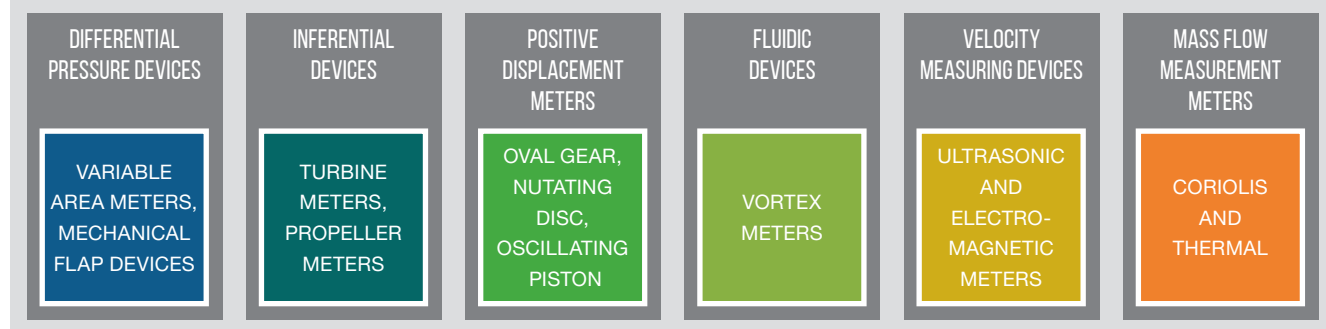 DIFFERENTIAL
PRESSURE DEVICES
VARIABLE
AREA METERS,
MECHANICAL
FLAP DEVICES
INFERENTIAL
DEVICES
TURBINE
METERS,
PROPELLER
METERS
POSITIVE
DISPLACEMENT
METERS
OVAL GEAR,
NUTATING
DISC,
OSCILLATING
PISTON
FLUIDIC
DEVICES
VORTEX
METERS
VELOCITY
MEASURING DEVICES
ULTRASONIC
AND
ELECTRO-
MAGNETIC
METERS
MASS FLOW
MEASUREMENT
METERS
CORIOLIS
AND
THERMAL